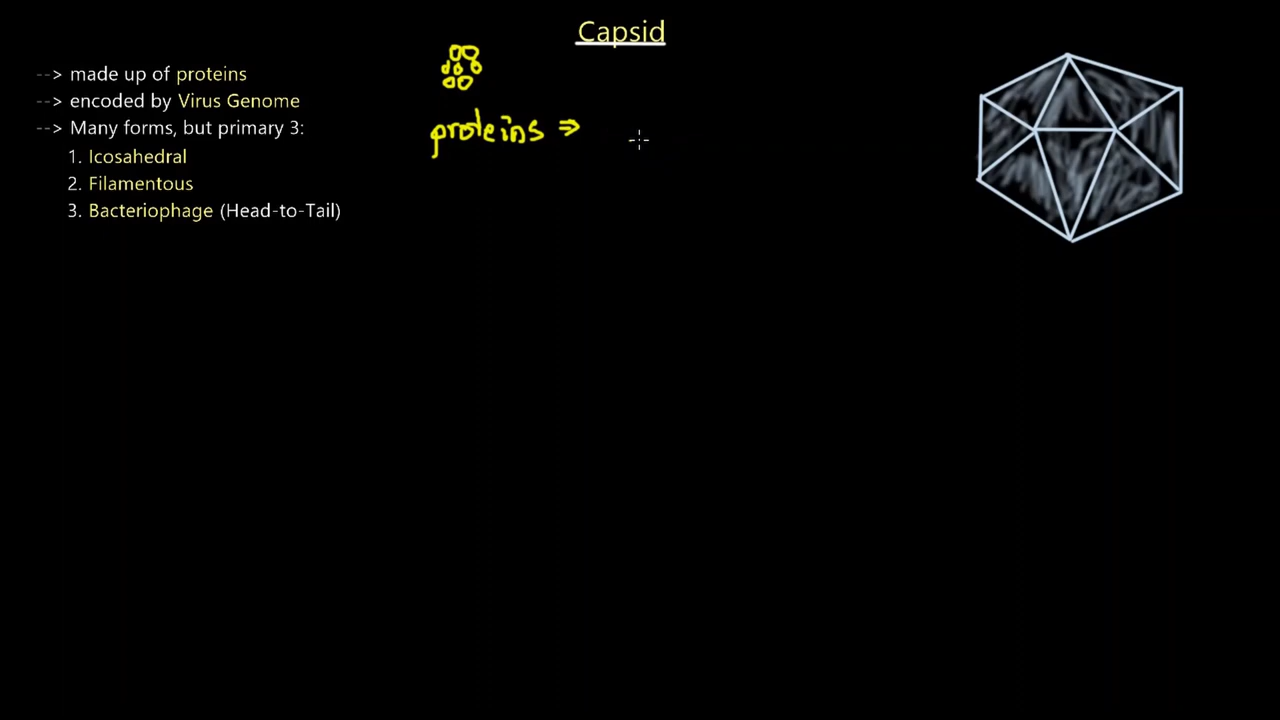 Capsid
--> made up of proteins
--> encoded by Virus Genome
--> Many forms, but primary 3:
1. Icosahedral
2. Filamentous
3. Bacteriophage (Head-to-Tail)
proteins ⇒